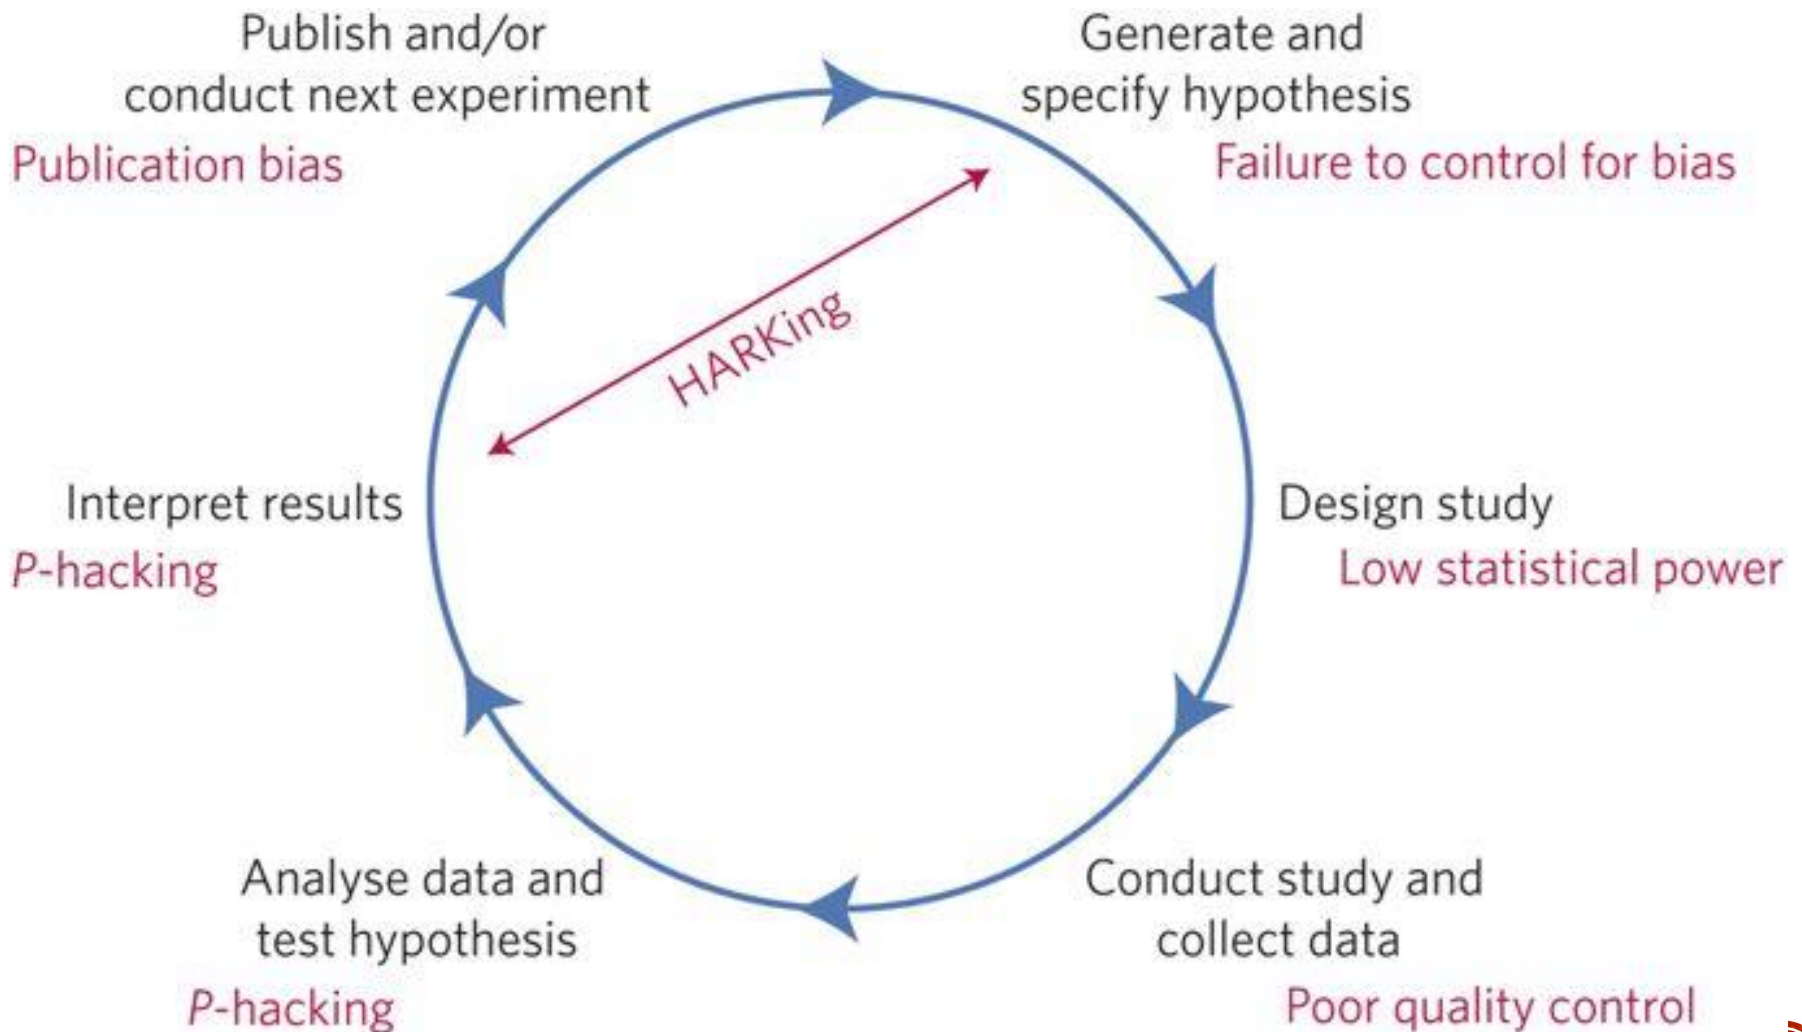 Publish and/or
conduct next experiment
Publication bias
Generate and
specify hypothesis
Failure to control for bias
HARKing
Interpret results
P-hacking
Design study
Low statistical power
Analyse data and
test hypothesis
P-hacking
Conduct study and
collect data
Poor quality control